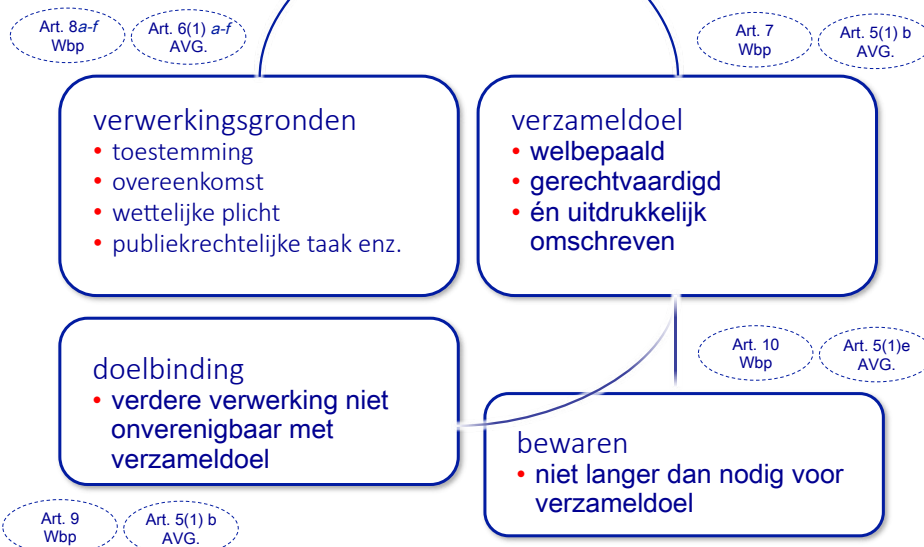 Art. 8a-f
Wbp
Art. 6(1) a-f
AVG.
Art. 7
Wbp
Art. 5(1) b
AVG.
verwerkingsgronden
• toestemming
• overeenkomst
• wettelijke plicht
• publiekrechtelijke taak enz.
verzameldoel
• welbepaald
• gerechtvaardigd
• én uitdrukkelijk
omschreven
Art. 10
Wbp
Art. 5(1)e
AVG.
doelbinding
• verdere verwerking niet
onverenigbaar met
verzameldoel
bewaren
• niet langer dan nodig voor
verzameldoel
Art. 9
Wbp
Art. 5(1) b
AVG.